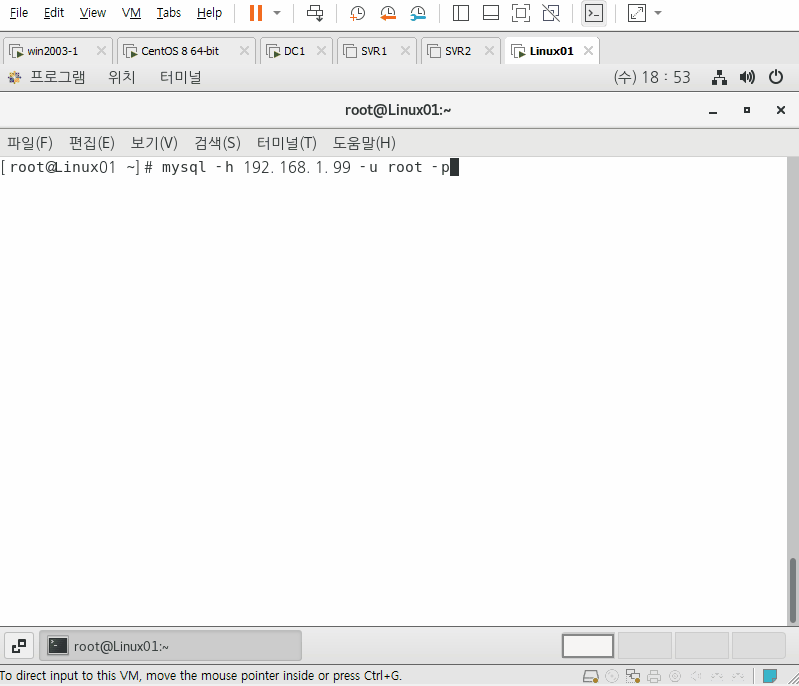 File Edit View VM Tabs Help
win2003-1 CentOS 8 64-bit DC1 SVR1 SVR2 Linux01
프로그램 위치 터미널 (수) 18 : 53
root@Linux01:~
파일(F) 편집(E) 보기(V) 검색(S) 터미널(T) 도움말(H)
[root@Linux01 ~]# mysql -h 192.168.1.99 -u root -p
root@Linux01:~
To direct input to this VM, move the mouse pointer inside or press Ctrl+G.